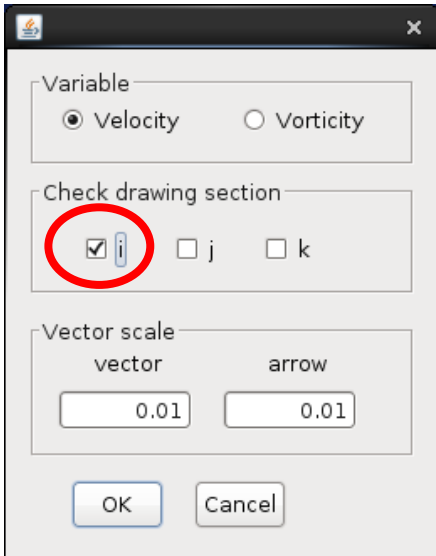 Variable
Velocity Vorticity
Check drawing section
i j k
Vector scale
vector arrow
0.01 0.01
OK Cancel